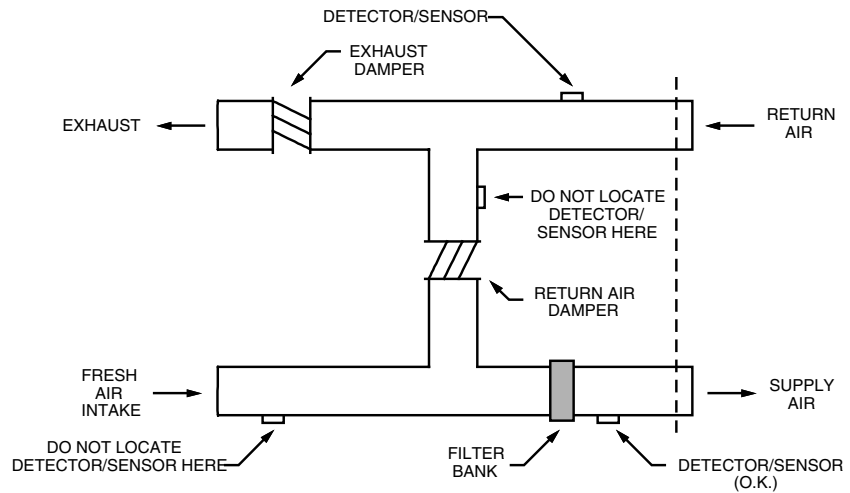 DETECTOR/SENSOR
EXHAUST
DAMPER
EXHAUST
RETURN
AIR
DO NOT LOCATE
DETECTOR/
SENSOR HERE
RETURN AIR
DAMPER
FRESH
AIR
INTAKE
SUPPLY
AIR
DO NOT LOCATE
DETECTOR/SENSOR HERE
FILTER
BANK
DETECTOR/SENSOR
(O.K.)